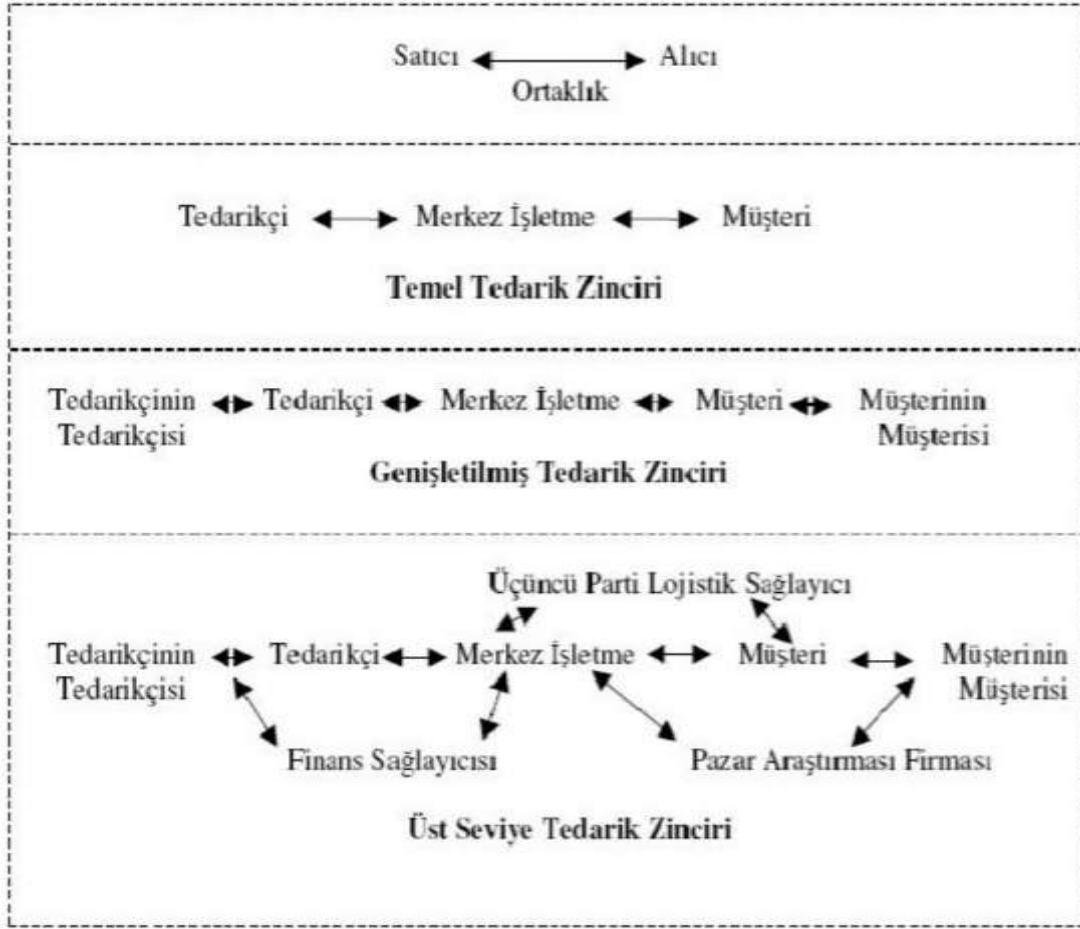 Satıcı Alıcı
Ortaklık
Tedarikçi Merkez İşletme Müşteri
Temel Tedarik Zinciri
Tedarikçinin Tedarikçi Merkez İşletme Müşteri Müşterinin
Tedarikçisi Müşterisi
Genişletilmiş Tedarik Zinciri
Üçüncü Parti Lojistik Sağlayıcı
Tedarikçinin Tedarikçi Merkez İşletme Müşteri Müşterinin
Tedarikçisi Müşterisi
Finans Sağlayıcısı Pazar Araştırması Firması
Üst Seviye Tedarik Zinciri